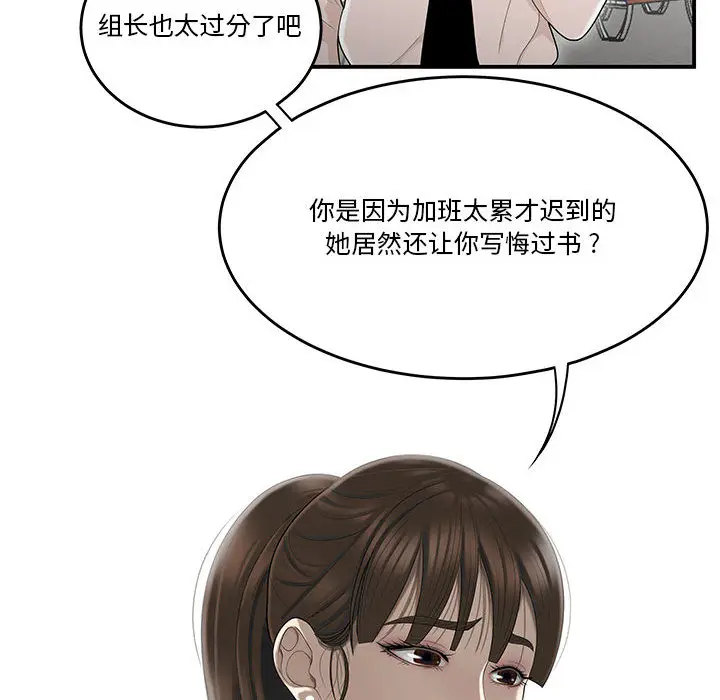 组长也太过分了吧
你是因为加班太累才迟到的
她居然还让你写悔过书？